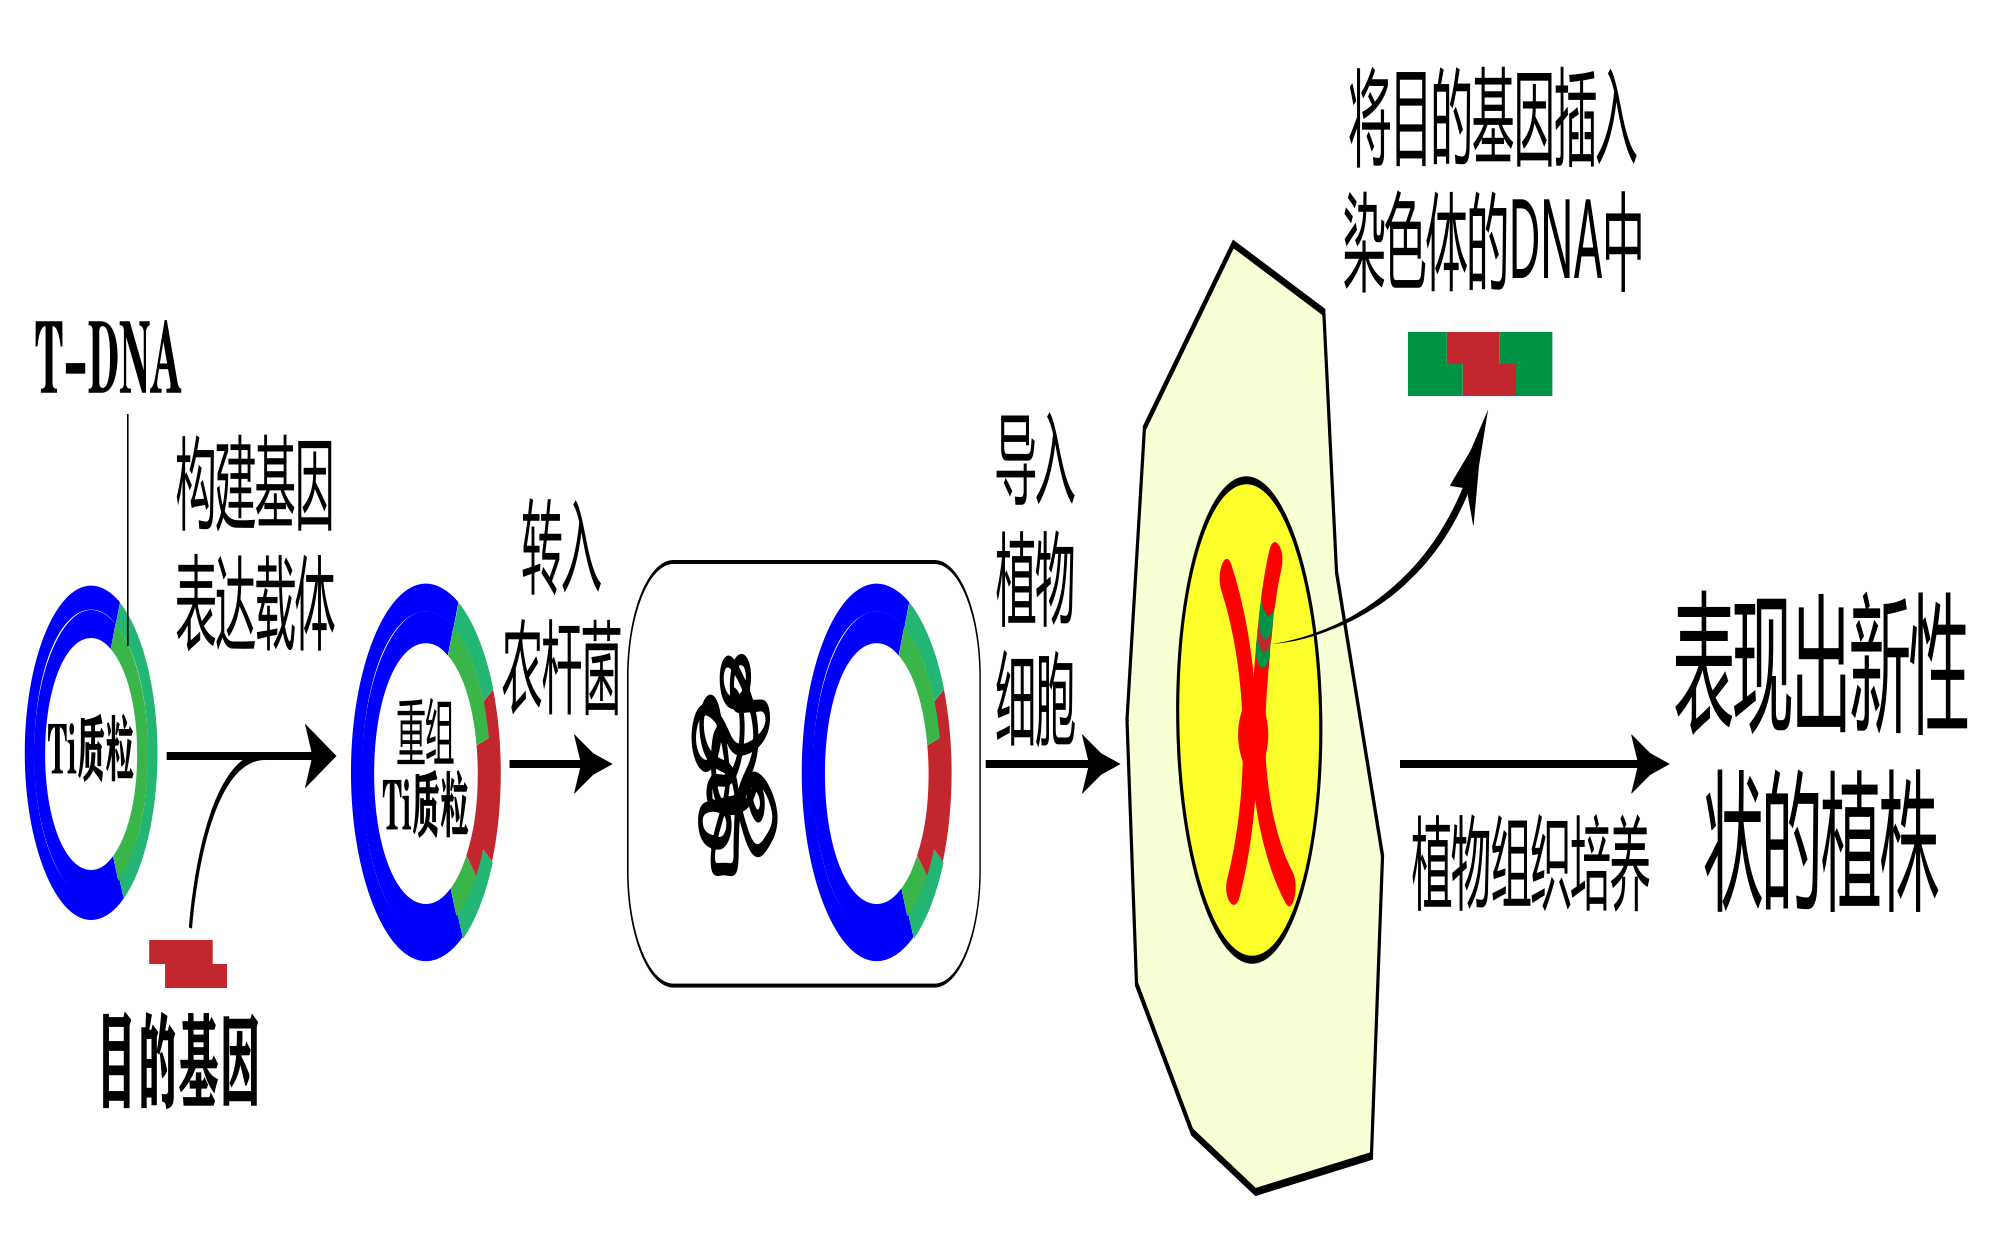 T-DNA
构建基因
表达载体
Ti质粒
目的基因
重组
Ti质粒
转入
农杆菌
导入
植物
细胞
将目的基因插入
染色体的DNA中
植物组织培养
表现出新性
状的植株